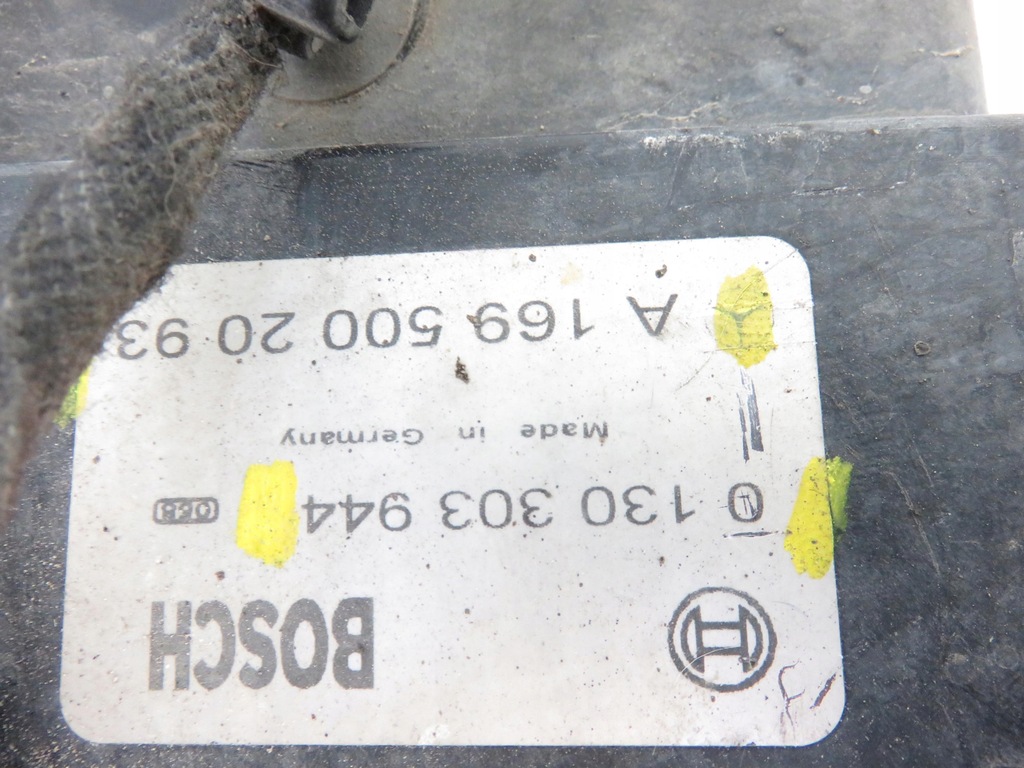 BOSCH
0 130 303 944
Made in Germany
A 169 500 20 93